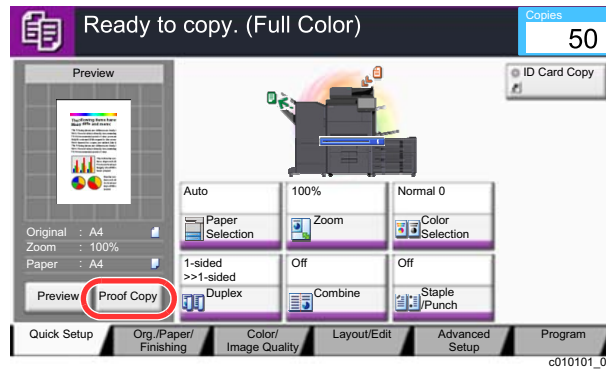 Ready to copy. (Full Color)
Copies
50
Preview
ID Card Copy
Original : A4
Zoom : 100%
Paper : A4
Preview
Proof Copy
Auto
Paper
Selection
100%
Zoom
Normal 0
Color
Selection
1-sided
>>1-sided
Duplex
Off
Combine
Off
Staple
/Punch
Quick Setup
Org./Paper/
Finishing
Color/
Image Quality
Layout/Edit
Advanced
Setup
Program
c010101_0